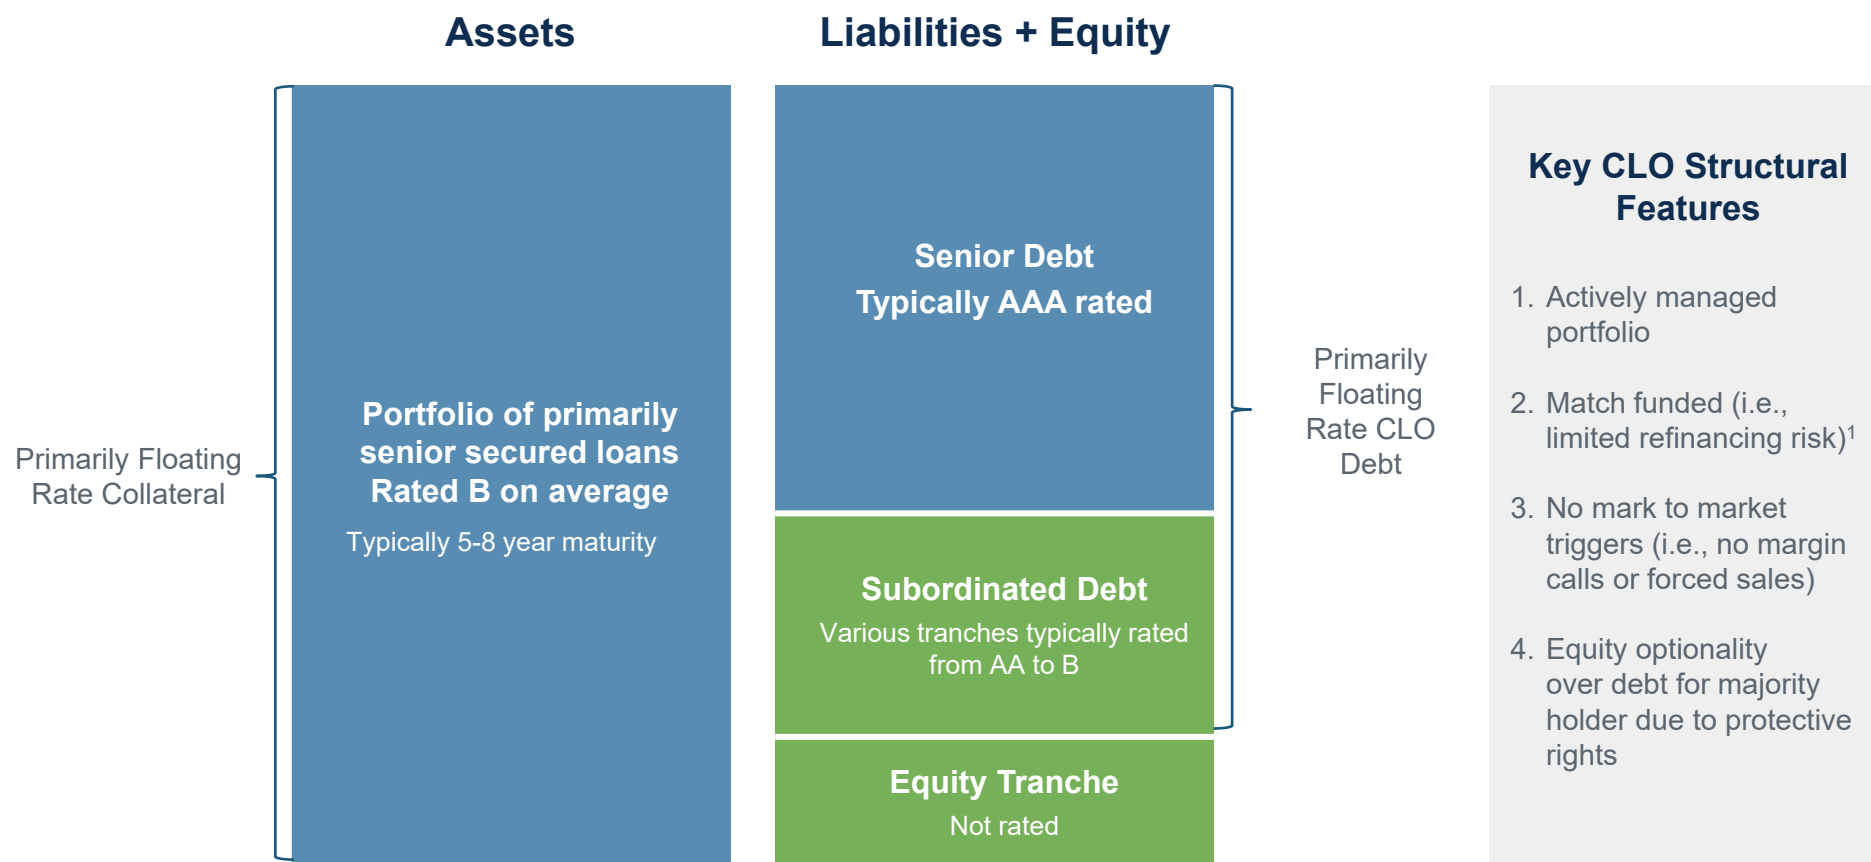 Assets
Liabilities + Equity
Primarily Floating
Rate Collateral
Portfolio of primarily
senior secured loans
Rated B on average
Typically 5-8 year maturity
Senior Debt
Typically AAA rated
Subordinated Debt
Various tranches typically rated
from AA to B
Equity Tranche
Not rated
Primarily
Floating
Rate CLO
Debt
Key CLO Structural
Features
1. Actively managed
portfolio
2. Match funded (i.e.,
limited refinancing risk)¹
3. No mark to market
triggers (i.e., no margin
calls or forced sales)
4. Equity optionality
over debt for majority
holder due to protective
rights